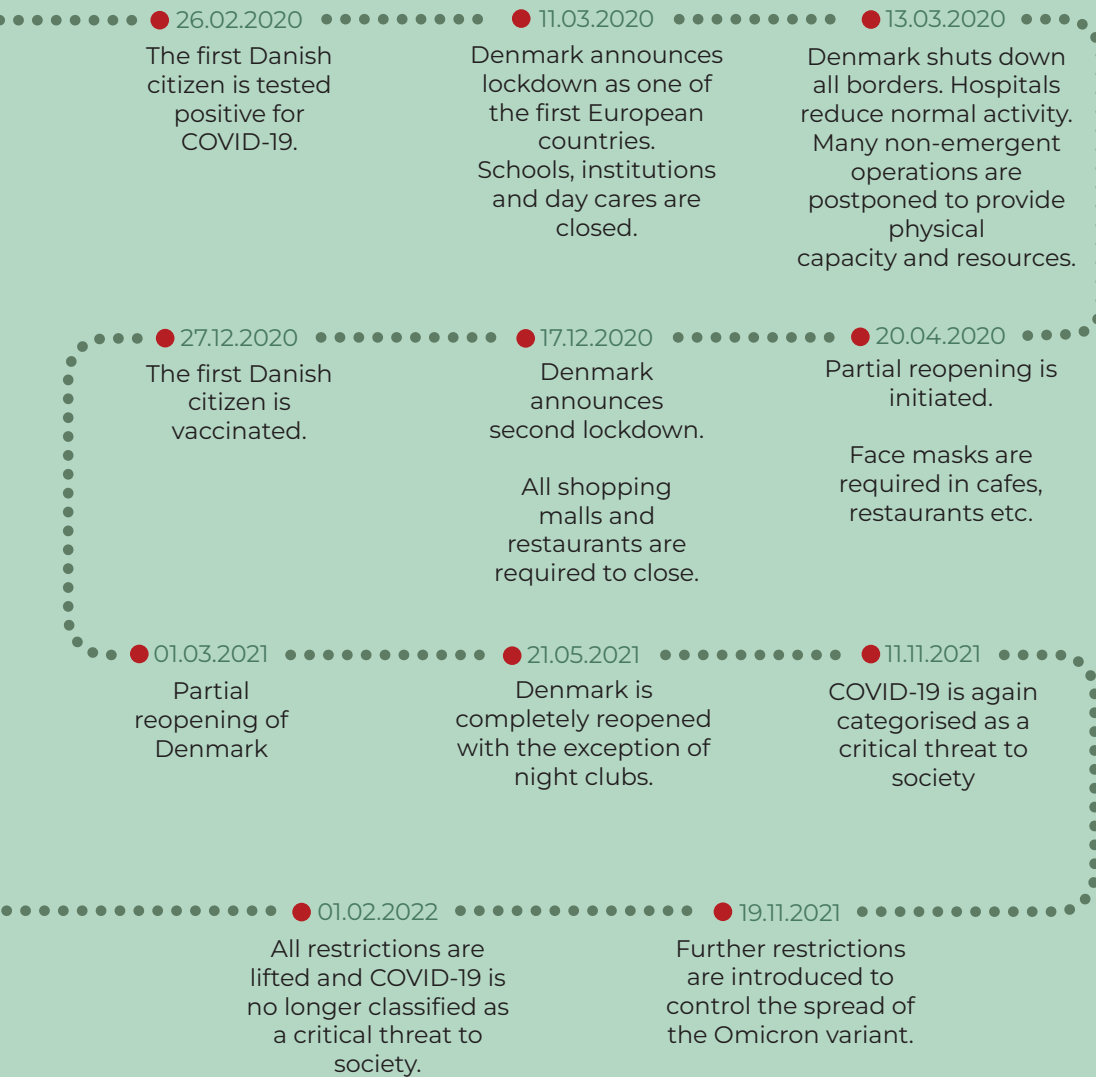 26.02.2020
The first Danish
citizen is tested
positive for
COVID-19.
11.03.2020
Denmark announces
lockdown as one of
the first European
countries.
Schools, institutions
and day cares are
closed.
13.03.2020
Denmark shuts down
all borders. Hospitals
reduce normal activity.
Many non-emergent
operations are
postponed to provide
physical
capacity and resources.
20.04.2020
Partial reopening is
initiated.
Face masks are
required in cafes,
restaurants etc.
17.12.2020
Denmark
announces
second lockdown.
All shopping
malls and
restaurants are
required to close.
27.12.2020
The first Danish
citizen is
vaccinated.
01.03.2021
Partial
reopening of
Denmark
21.05.2021
Denmark is
completely reopened
with the exception of
night clubs.
11.11.2021
COVID-19 is again
categorised as a
critical threat to
society
19.11.2021
Further restrictions
are introduced to
control the spread of
the Omicron variant.
01.02.2022
All restrictions are
lifted and COVID-19 is
no longer classified as
a critical threat to
society.